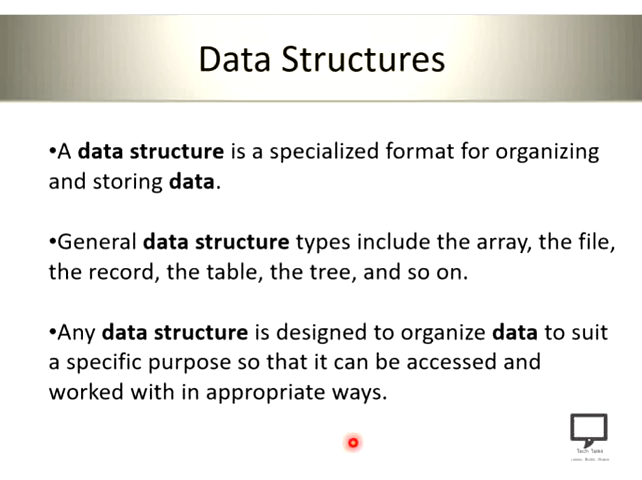 Data Structures
•A data structure is a specialized format for organizing
and storing data.
•General data structure types include the array, the file,
the record, the table, the tree, and so on.
•Any data structure is designed to organize data to suit
a specific purpose so that it can be accessed and
worked with in appropriate ways.
Tech Talks